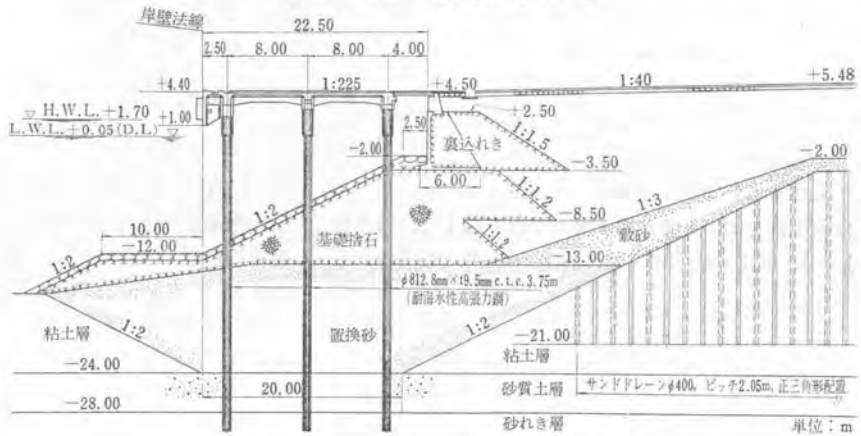 岸壁法線
22.50
2.50 8.00 8.00 4.00
+4.40
1:225
+4.50
1:40
+5.48
H.W.L. +1.70
+1.00
L.W.L. +0.05 (D.L)
+2.50
2.50
裏込れき
1:1.5
-2.00
-3.50
-2.00
6.00
1:1.2
1:3
10.00
1:2
-8.50
-12.00
基礎捨石
1:1.2
敷砂
1:2
-13.00
φ812.8mm×t9.5mm c.t.c. 3.75m
(耐海水性高張力鋼)
粘土層
1:2
置換砂
1:2
-21.00
粘土層
-24.00
20.00
砂質土層
サンドドレーンφ400, ピッチ2.05m, 正三角形配置
-28.00
砂れき層
単位:m